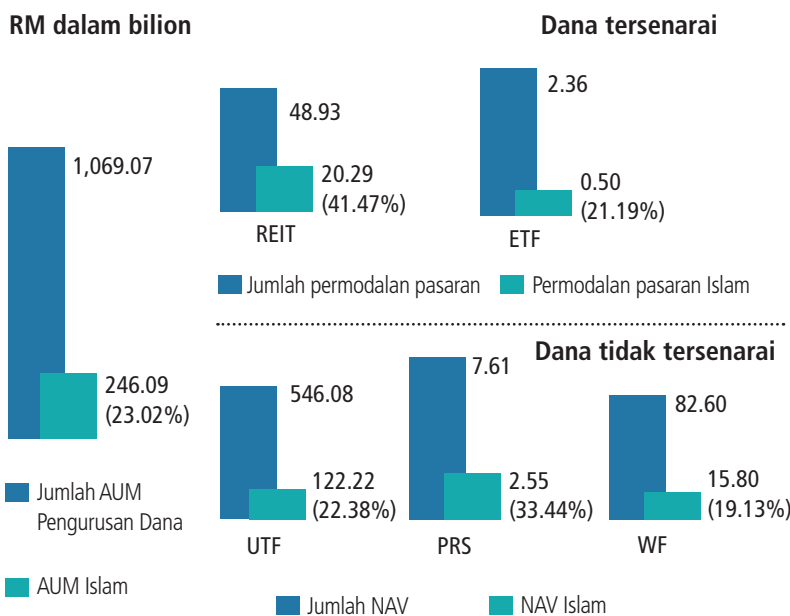 RM dalam bilion
1,069.07
246.09
(23.02%)
Jumlah AUM
Pengurusan Dana
AUM Islam
Dana tersenarai
48.93
20.29
(41.47%)
REIT
2.36
0.50
(21.19%)
ETF
Jumlah permodalan pasaran
Permodalan pasaran Islam
Dana tidak tersenarai
546.08
122.22
(22.38%)
UTF
7.61
2.55
(33.44%)
PRS
82.60
15.80
(19.13%)
WF
Jumlah NAV
NAV Islam